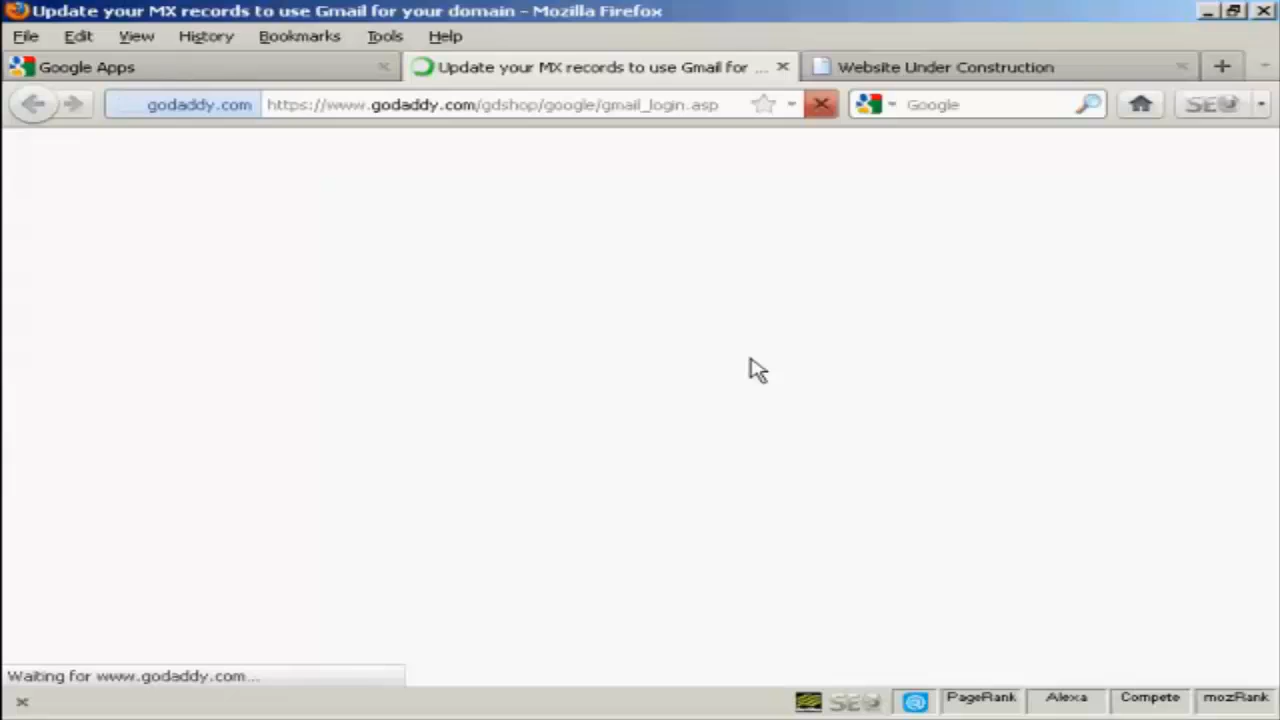 Update your MX records to use Gmail for your domain - Mozilla Firefox
File Edit View History Bookmarks Tools Help
Google Apps
Update your MX records to use Gmail for ...
Website Under Construction
godaddy.com https://www.godaddy.com/gdshop/google/gmail_login.asp
Google
SEO
Waiting for www.godaddy.com...
SEO PageRank Alexa Compete mozRank